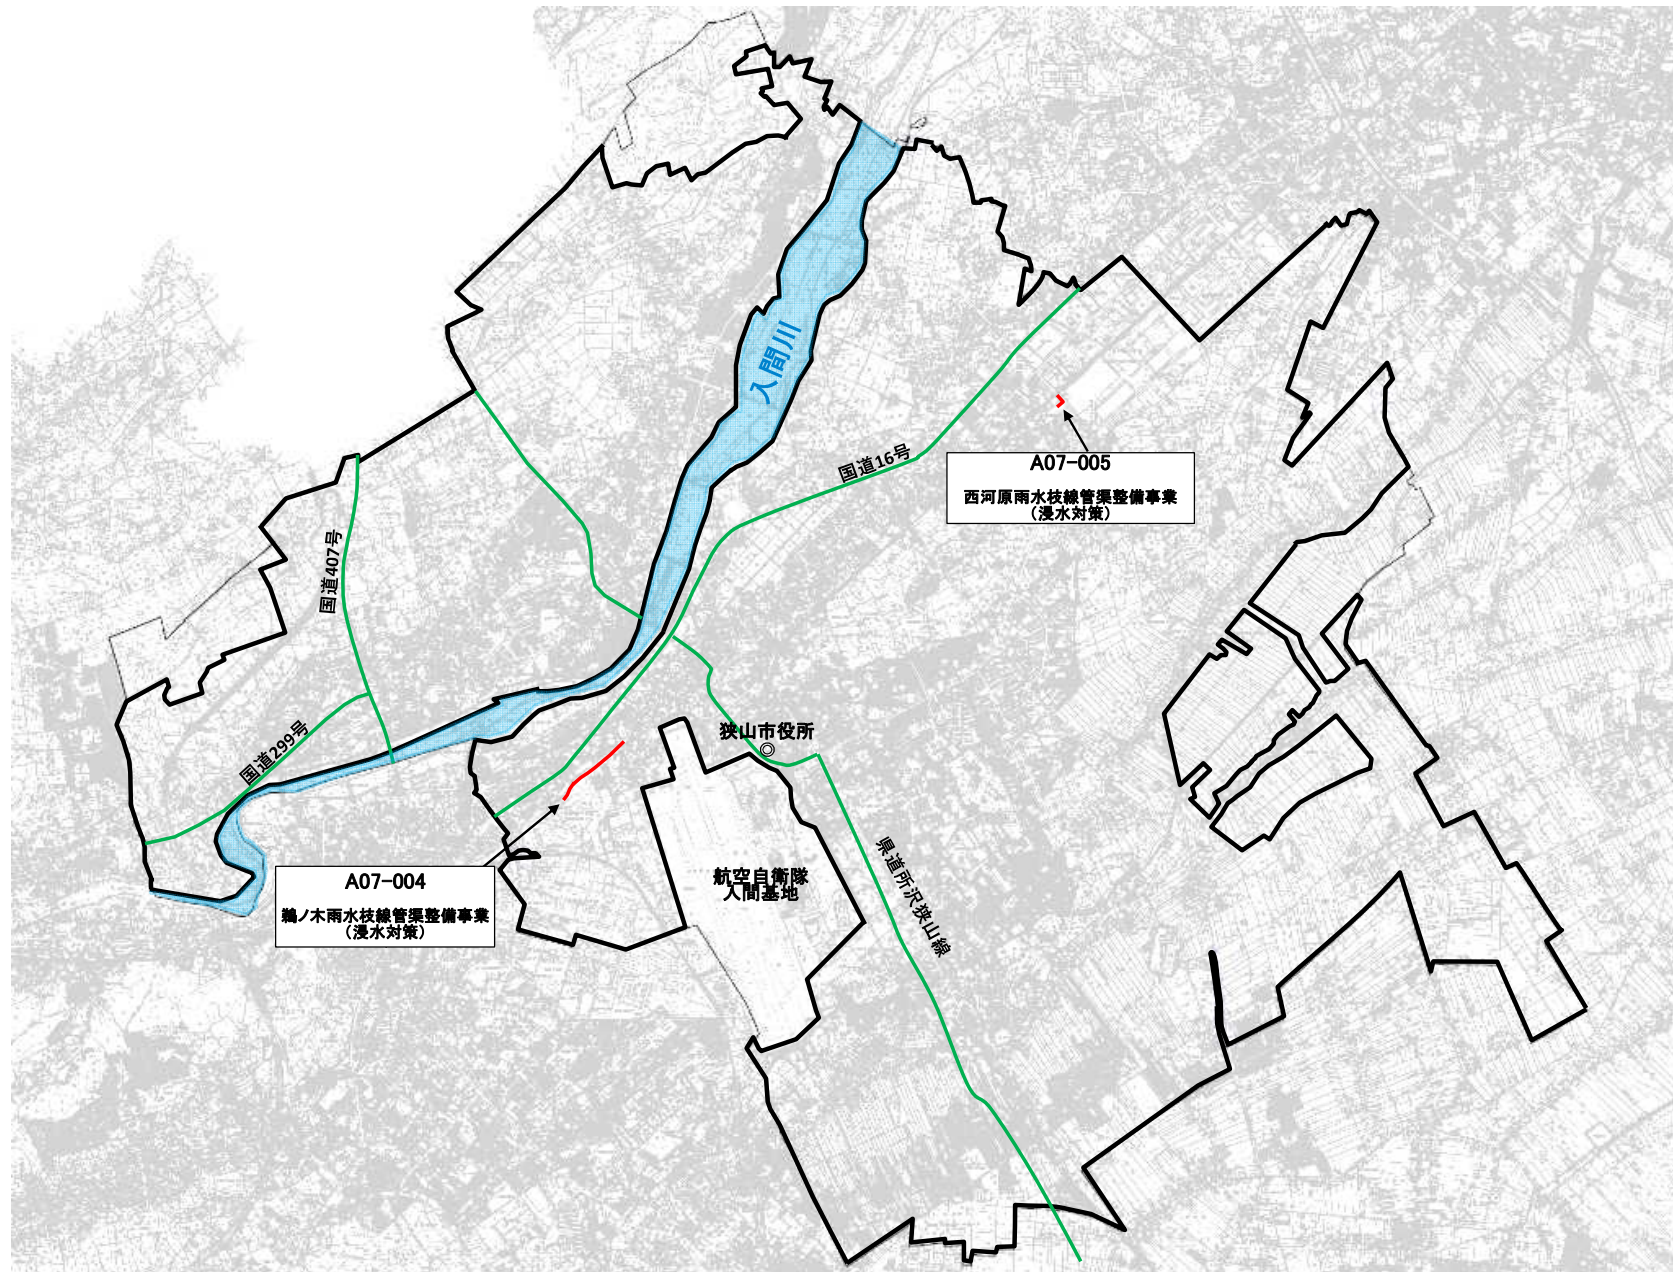 入間川
国道16号
A07-005
西河原雨水枝線管渠整備事業
（浸水対策）
国道407号
国道299号
狭山市役所
県道所沢狭山線
航空自衛隊
入間基地
A07-004
鵜ノ木雨水枝線管渠整備事業
（浸水対策）